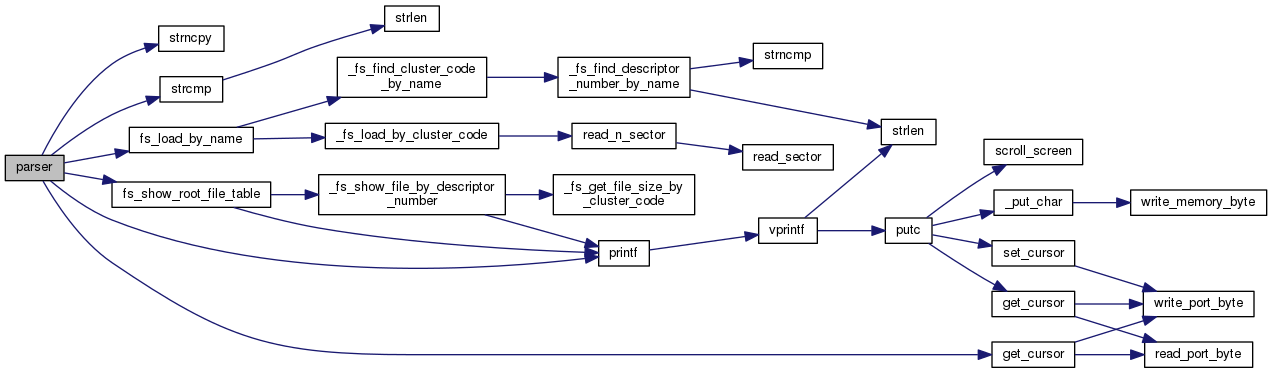 strlen
strncpy
strncmp
_fs_find_cluster_code
_by_name
_fs_find_descriptor
_number_by_name
strcmp
strlen
fs_load_by_name
_fs_load_by_cluster_code
read_n_sector
scroll_screen
read_sector
parser
fs_show_root_file_table
_fs_show_file_by_descriptor
_number
_fs_get_file_size_by
_cluster_code
_put_char
write_memory_byte
vprintf
putc
printf
set_cursor
get_cursor
write_port_byte
get_cursor
read_port_byte